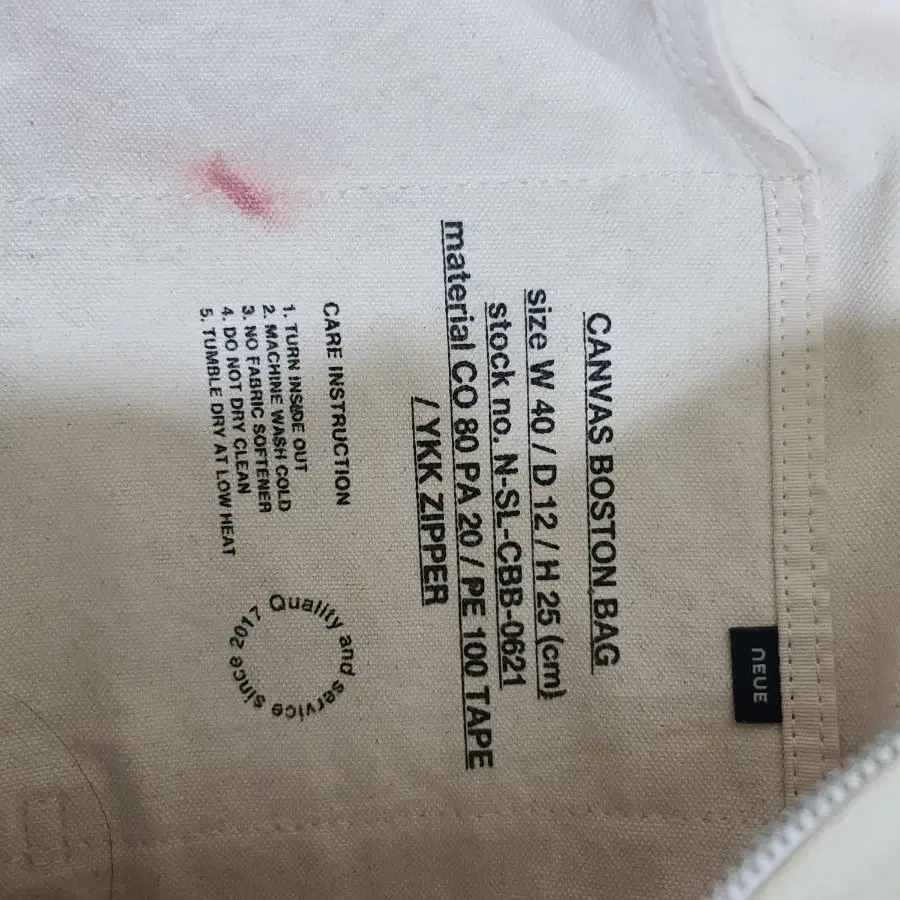 CANVAS BOSTON BAG
size W 40 / D 12 / H 25 (cm)
stock no. N-SL-CBB-0621
material CO 80 PA 20 / PE 100 TAPE
/ YKK ZIPPER
CARE INSTRUCTION
1. TURN INSIDE OUT
2. MACHINE WASH COLD
3. NO FABRIC SOFTENER
4. DO NOT DRY CLEAN
5. TUMBLE DRY AT LOW HEAT
Quality and service since 2017
neue